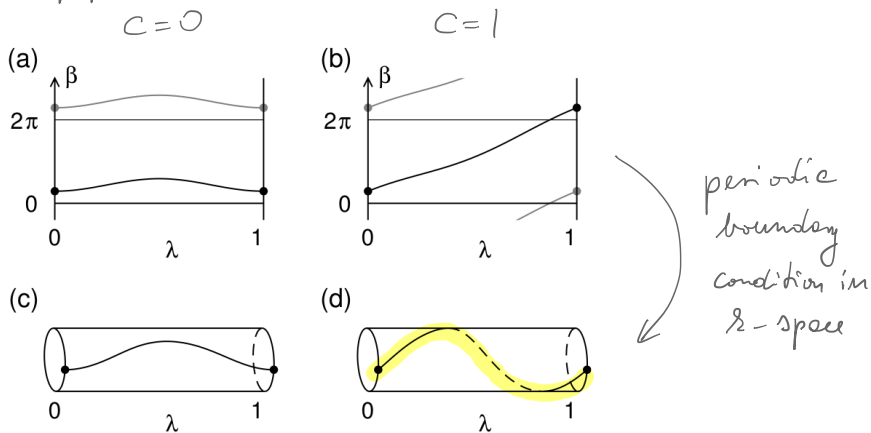 C = 0
C = 1
(a)
(b)
β
β
2π
2π
0
0
0
1
0
1
λ
λ
periodic
boundary
condition in
k-space
(c)
(d)
0
1
0
1
λ
λ